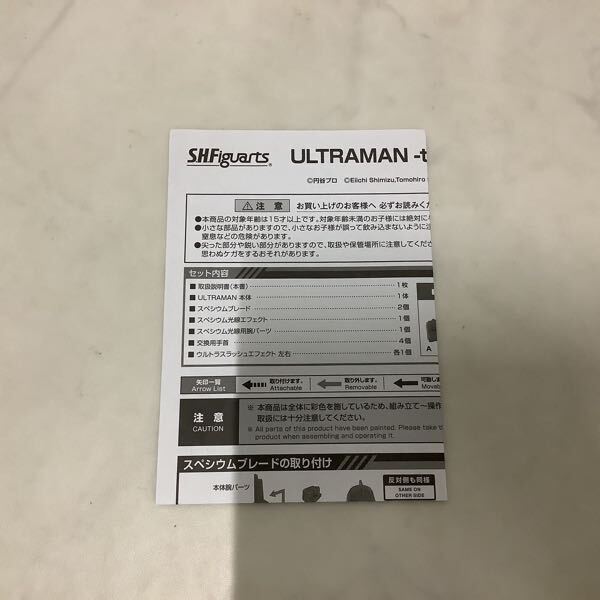 S.H.Figuarts® ULTRAMAN -t
©円谷プロ ©Eiichi Shimizu,Tomohiro
⚠ 注意 お買い上げのお客様へ 必ずお読みくだ
●本商品の対象年齢は15才以上です。対象年齢未満のお子様には絶対に
●小さな部品がありますので、小さなお子様が誤って飲み込まないように注
窒息などの危険があります。
●尖った部分や鋭い部分がありますので、取扱や保管場所に注意してくださ
思わぬケガをするおそれがあります。
セット内容
■ 取扱説明書(本書) 1枚
■ ULTRAMAN 本体 1体
■ スペシウムブレード 2個
■ スペシウム光線エフェクト 1個
■ スペシウム光線用腕パーツ 1個
■ 交換用手首 4個
■ ウルトラスラッシュエフェクト 左右 各1個
A
矢印一覧 取り付けます。 取り外します。 可動し
Arrow List Attachable Removable Movab
注意 ※ 本商品は全体に彩色を施しているため、組み立て~操作
CAUTION 取扱には十分注意してください。
※ All parts of this product have been painted. Please take th
product when assembling and operating it.
スペシウムブレードの取り付け
本体腕パーツ
反対側も同様
SAME ON
OTHER SIDE